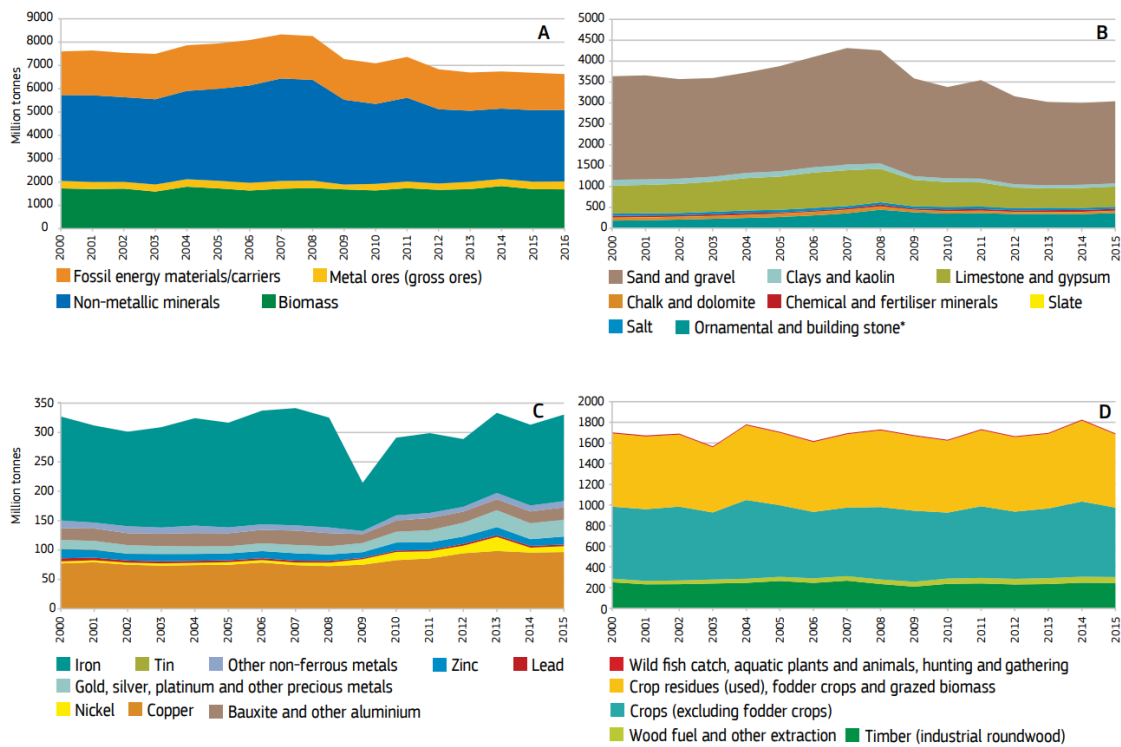 A
Million tonnes
9000
8000
7000
6000
5000
4000
3000
2000
1000
0
2000 2001 2002 2003 2004 2005 2006 2007 2008 2009 2010 2011 2012 2013 2014 2015 2016
Fossil energy materials/carriers Metal ores (gross ores)
Non-metallic minerals Biomass
B
5000
4500
4000
3500
3000
2500
2000
1500
1000
500
0
2000 2001 2002 2003 2004 2005 2006 2007 2008 2009 2010 2011 2012 2013 2014 2015
Sand and gravel Clays and kaolin Limestone and gypsum
Chalk and dolomite Chemical and fertiliser minerals Slate
Salt Ornamental and building stone*
C
Million tonnes
350
300
250
200
150
100
50
0
2000 2001 2002 2003 2004 2005 2006 2007 2008 2009 2010 2011 2012 2013 2014 2015
Iron Tin Other non-ferrous metals Zinc Lead
Gold, silver, platinum and other precious metals
Nickel Copper Bauxite and other aluminium
D
2000
1800
1600
1400
1200
1000
800
600
400
200
0
2000 2001 2002 2003 2004 2005 2006 2007 2008 2009 2010 2011 2012 2013 2014 2015
Wild fish catch, aquatic plants and animals, hunting and gathering
Crop residues (used), fodder crops and grazed biomass
Crops (excluding fodder crops)
Wood fuel and other extraction Timber (industrial roundwood)